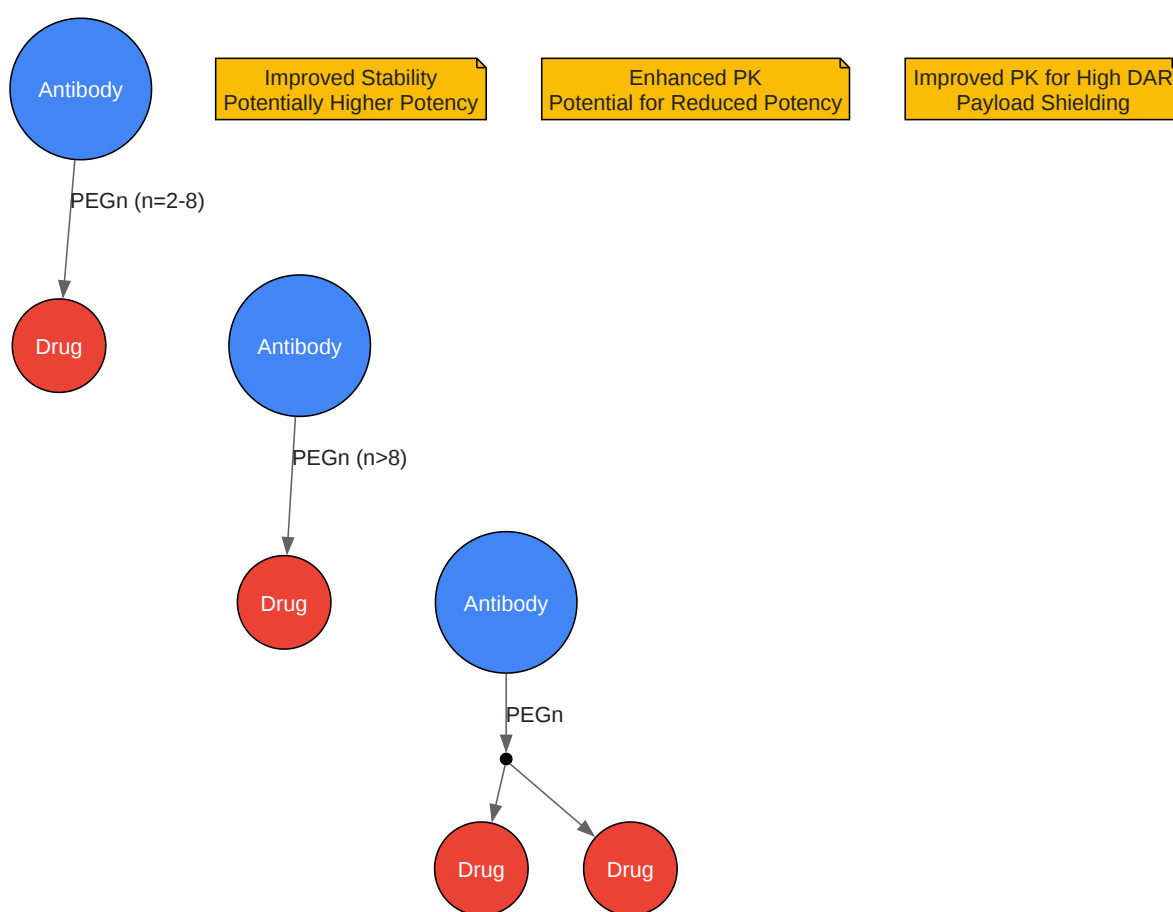 Antibody
Improved Stability
Potentially Higher Potency
Enhanced PK
Potential for Reduced Potency
Improved PK for High DAR
Payload Shielding
PEGn (n=2-8)
Drug
Antibody
PEGn (n>8)
Drug
Antibody
PEGn
Drug
Drug